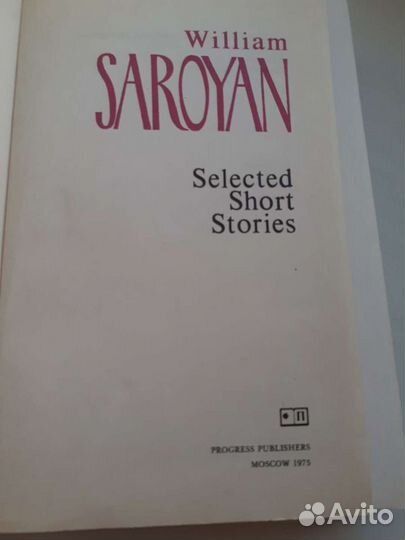 William
SAROYAN
Selected
Short
Stories
П
PROGRESS PUBLISHERS
MOSCOW 1975
Avito